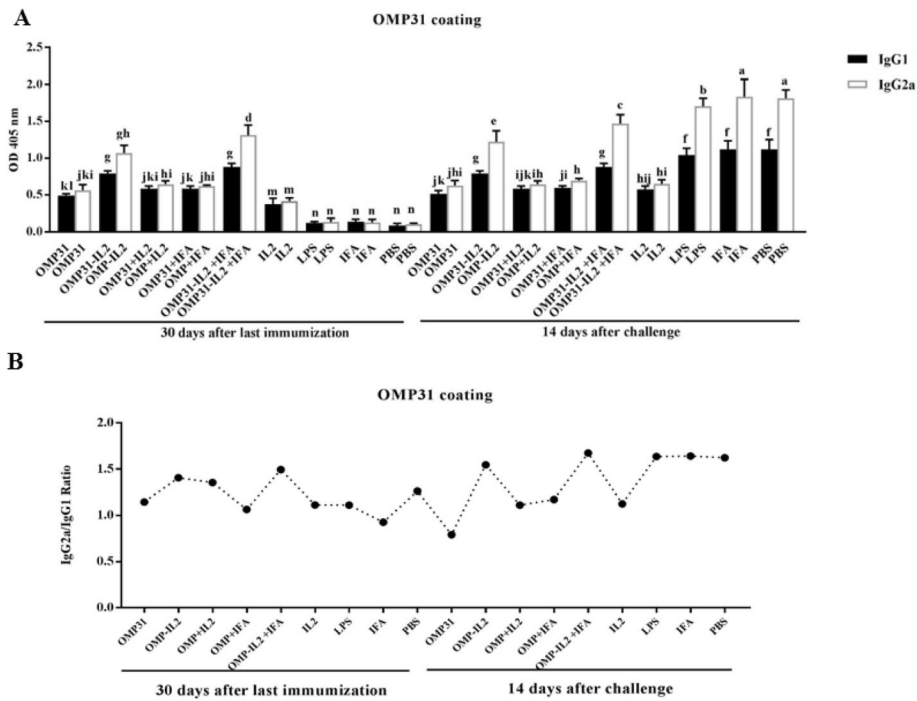 A
OMP31 coating
IgG1
IgG2a
OD 405 nm
2.5
2.0
1.5
1.0
0.5
0.0
kl jki g gh jki hi jk jhi g d m m n n n n n n jk jhi g e ijk ih ji h g c hij hi f b f a f a
OMP31
OMP31
OMP31-IL2
OMP-IL2
OMP31+IL2
OMP+IL2
OMP31+IFA
OMP+IFA
OMP31-IL2 +IFA
OMP31-IL2 +IFA
IL2
IL2
LPS
LPS
IFA
IFA
PBS
PBS
OMP31
OMP31
OMP31-IL2
OMP-IL2
OMP31+IL2
OMP+IL2
OMP31+IFA
OMP+IFA
OMP31-IL2 +IFA
OMP31-IL2 +IFA
IL2
IL2
LPS
LPS
IFA
IFA
PBS
PBS
30 days after last immumization
14 days after challenge
B
OMP31 coating
IgG2a/IgG1 Ratio
2.0
1.5
1.0
0.5
0.0
OMP31
OMP-IL2
OMP+IL2
OMP+IFA
OMP-IL2 +IFA
IL2
LPS
IFA
PBS
OMP31
OMP-IL2
OMP+IL2
OMP+IFA
OMP-IL2 +IFA
IL2
LPS
IFA
PBS
30 days after last immumization
14 days after challenge